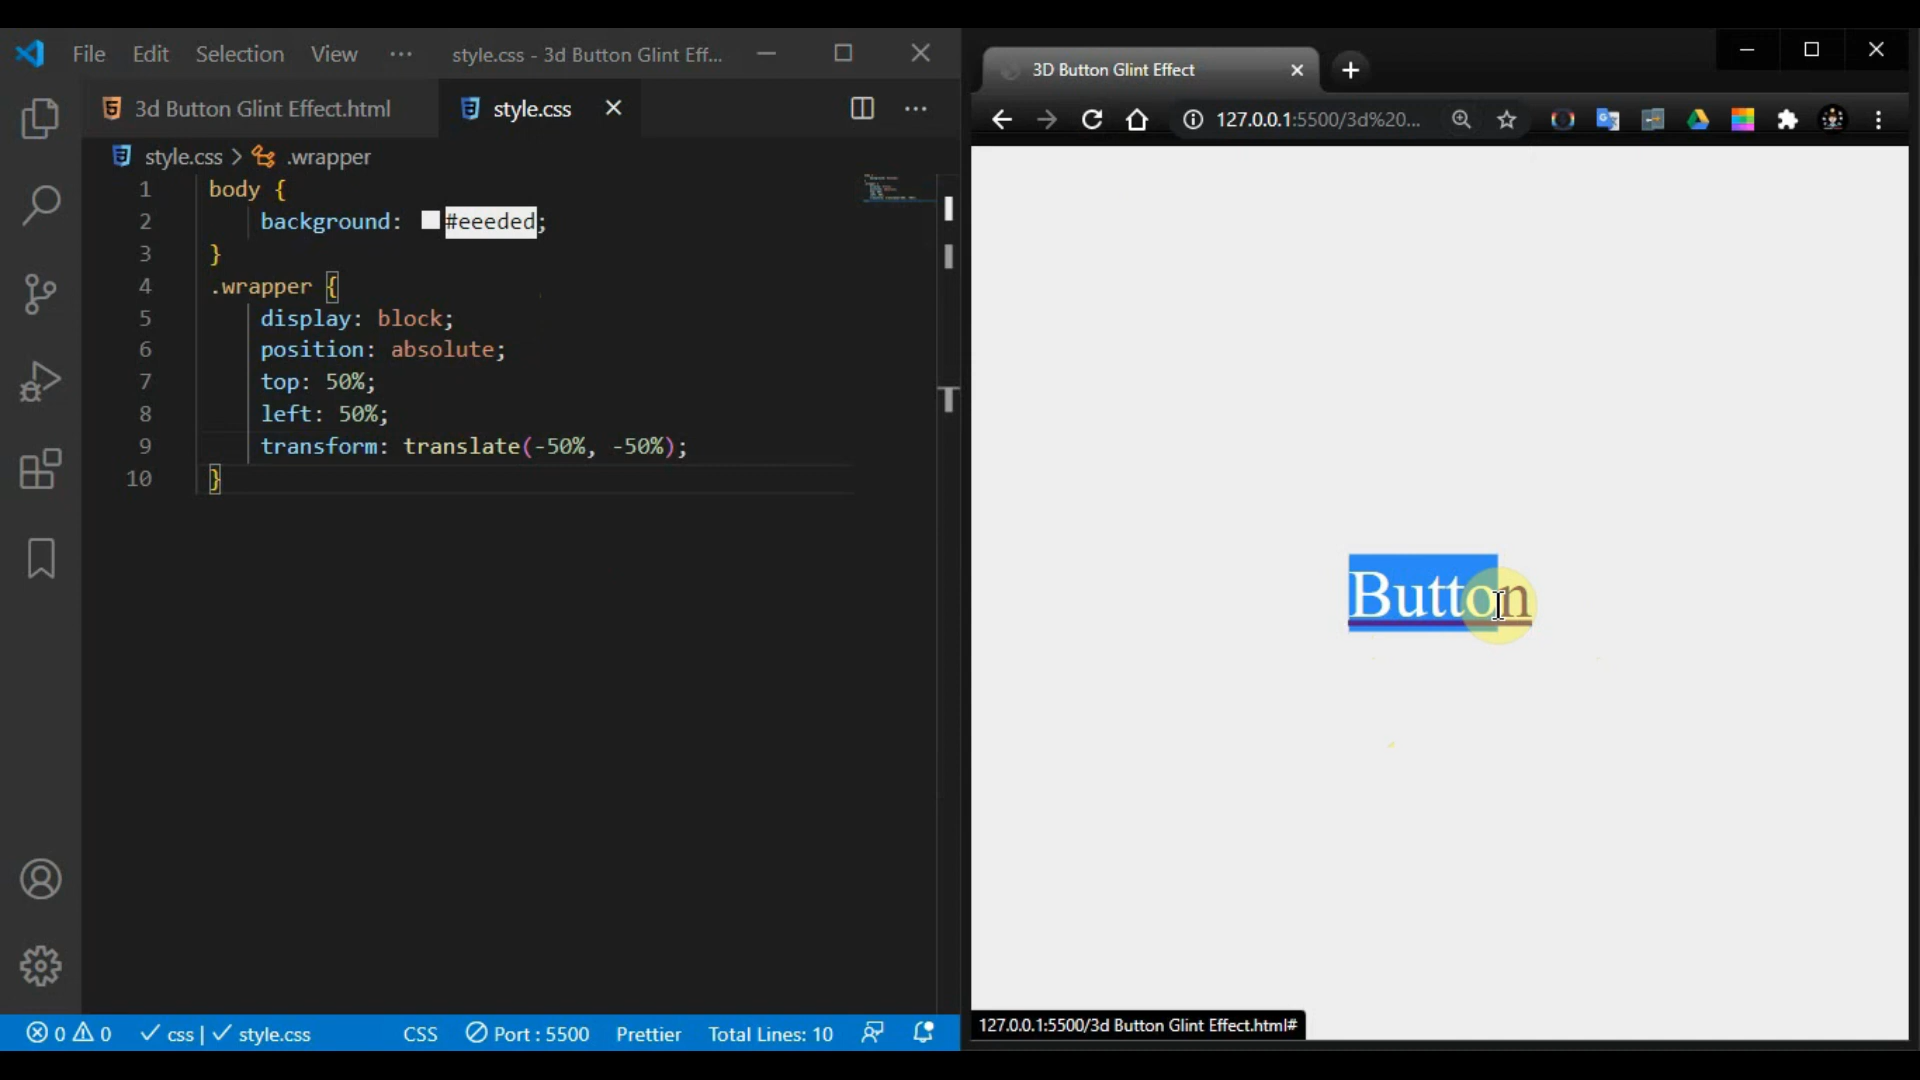 File Edit Selection View ··· style.css - 3d Button Glint Eff...
3d Button Glint Effect.html style.css
style.css > .wrapper
1 body {
2 background: #eeeded;
3 }
4 .wrapper {
5 display: block;
6 position: absolute;
7 top: 50%;
8 left: 50%;
9 transform: translate(-50%, -50%);
10 }
0 0 css | style.css CSS Port : 5500 Prettier Total Lines: 10
3D Button Glint Effect
127.0.0.1:5500/3d%20...
Button
127.0.0.1:5500/3d Button Glint Effect.html#